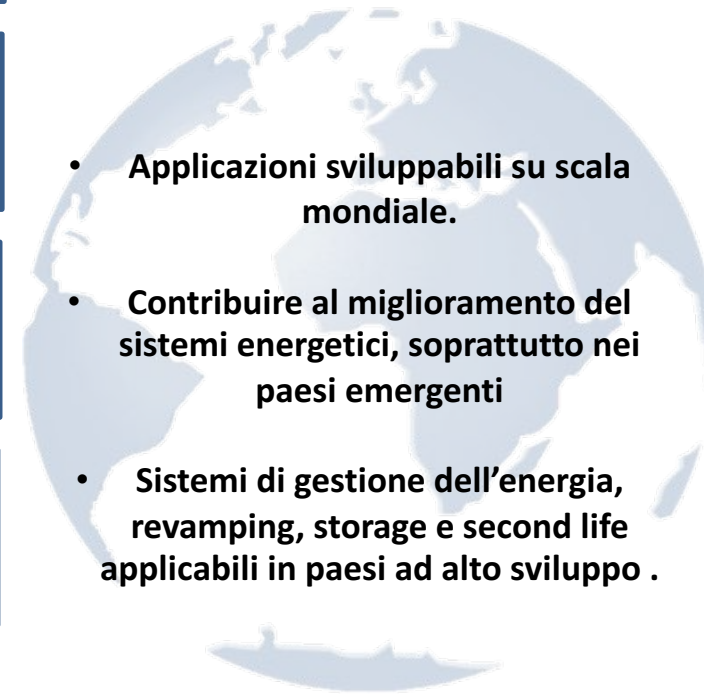 • Applicazioni sviluppabili su scala
mondiale.
• Contribuire al miglioramento del
sistemi energetici, soprattutto nei
paesi emergenti
• Sistemi di gestione dell’energia,
revamping, storage e second life
applicabili in paesi ad alto sviluppo .